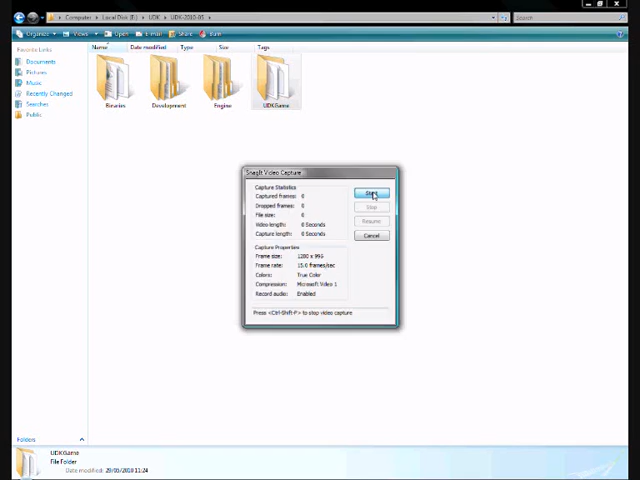 Computer ▸ Local Disk (E:) ▸ UDK ▸ UDK-2010-05 ▸
Search
Organize Views Open E-mail Share Burn
Favorite Links
Name Date modified Type Size Tags
Documents
Pictures
Music
Recently Changed
Searches
Public
Binaries Development Engine UDKGame
SnagIt Video Capture
Capture Statistics
Captured frames: 0
Dropped frames: 0
File size: 0
Video length: 0 Seconds
Capture length: 0 Seconds
Start
Stop
Resume
Cancel
Capture Properties
Frame size: 1280 x 996
Frame rate: 15.0 frames/sec
Colors: True Color
Compression: Microsoft Video 1
Record audio: Enabled
Press <Ctrl-Shift-P> to stop video capture
Folders
UDKGame
File Folder
Date modified: 29/05/2010 11:24